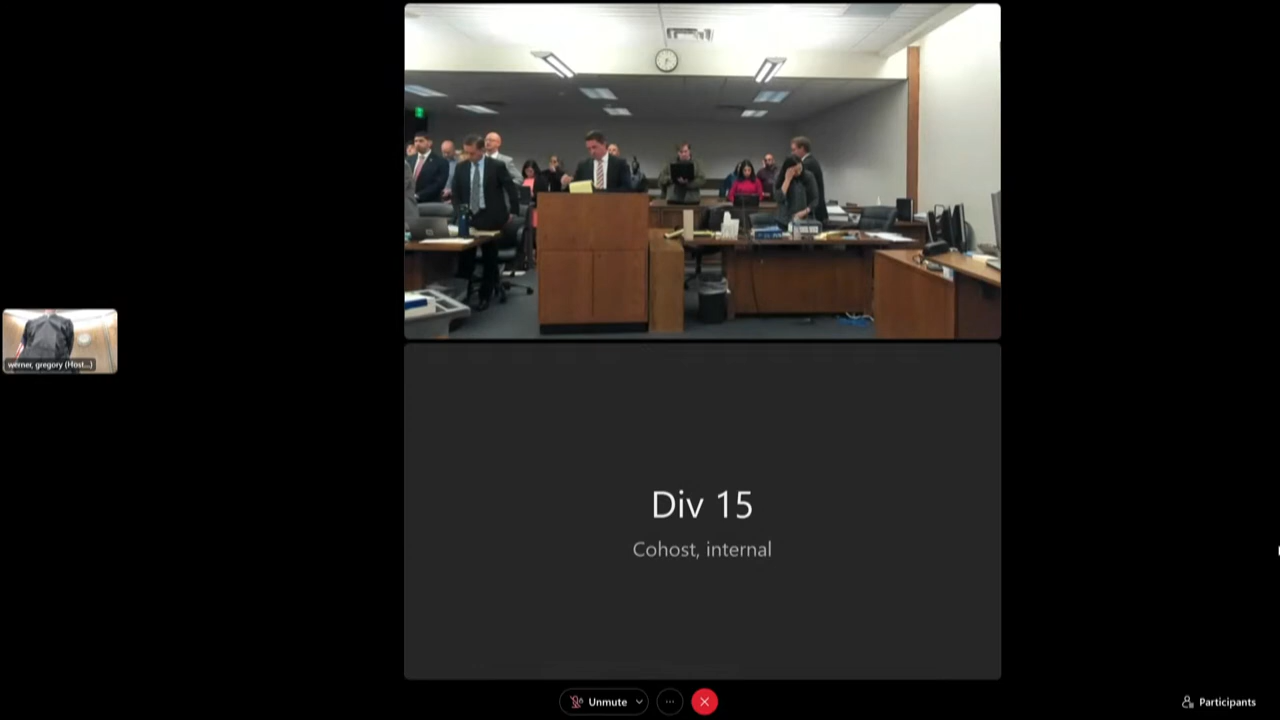 werner, gregory (Host...)
Div 15
Cohost, internal
Unmute
Participants